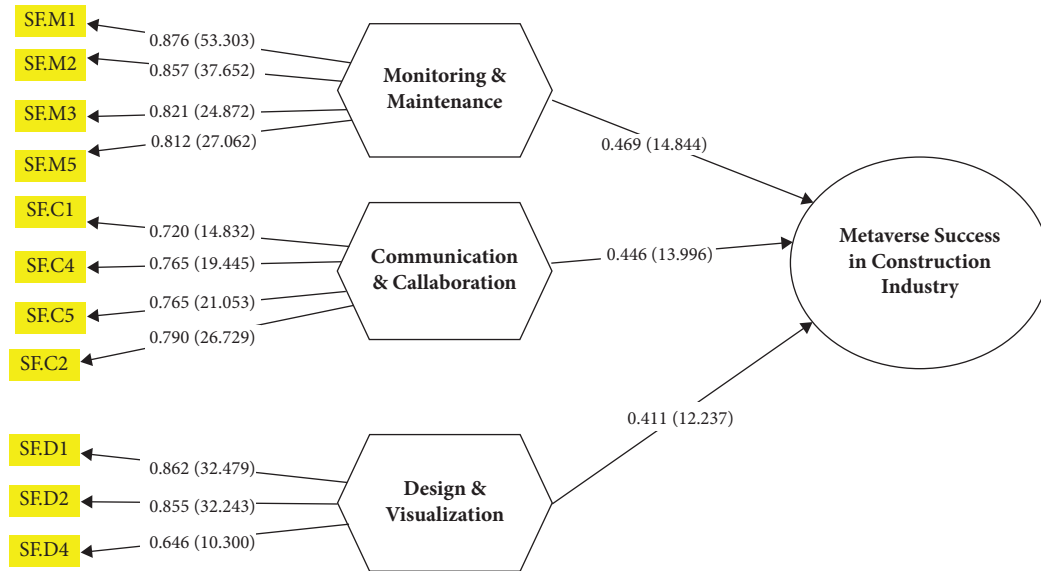 SF.M1
0.876 (53.303)
SF.M2
0.857 (37.652)
SF.M3
0.821 (24.872)
0.812 (27.062)
SF.M5
Monitoring &
Maintenance
0.469 (14.844)
SF.C1
0.720 (14.832)
SF.C4
0.765 (19.445)
SF.C5
0.765 (21.053)
0.790 (26.729)
SF.C2
Communication
& Callaboration
0.446 (13.996)
Metaverse Success
in Construction
Industry
SF.D1
0.862 (32.479)
SF.D2
0.855 (32.243)
SF.D4
0.646 (10.300)
Design &
Visualization
0.411 (12.237)